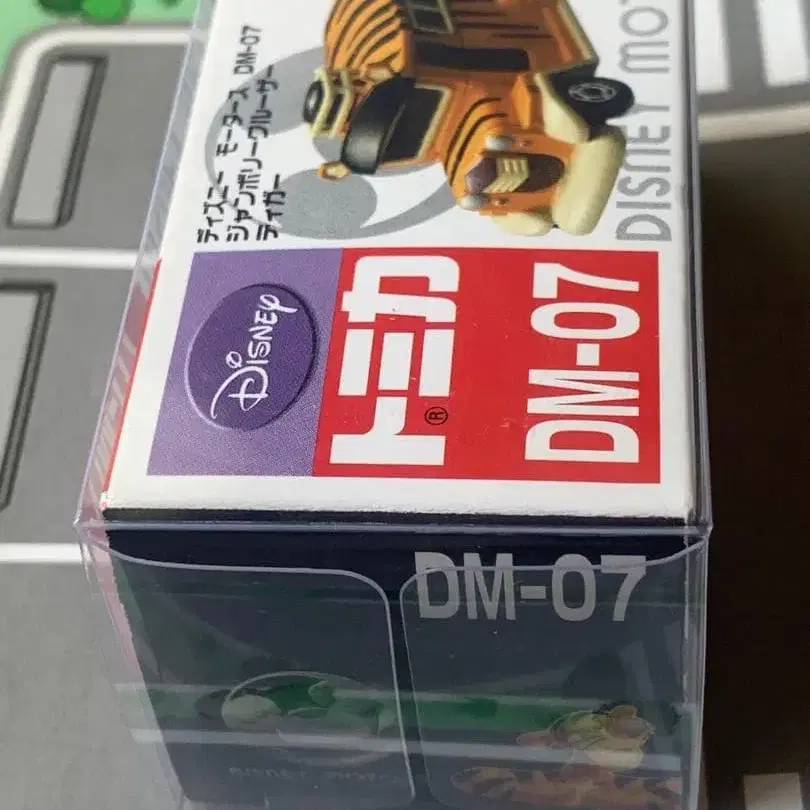 ディズニー モータース DM-07
ジャンボリークルーザー
ティガー
DISNEY MOT
Disney
トミカ®
DM-07
DM-07